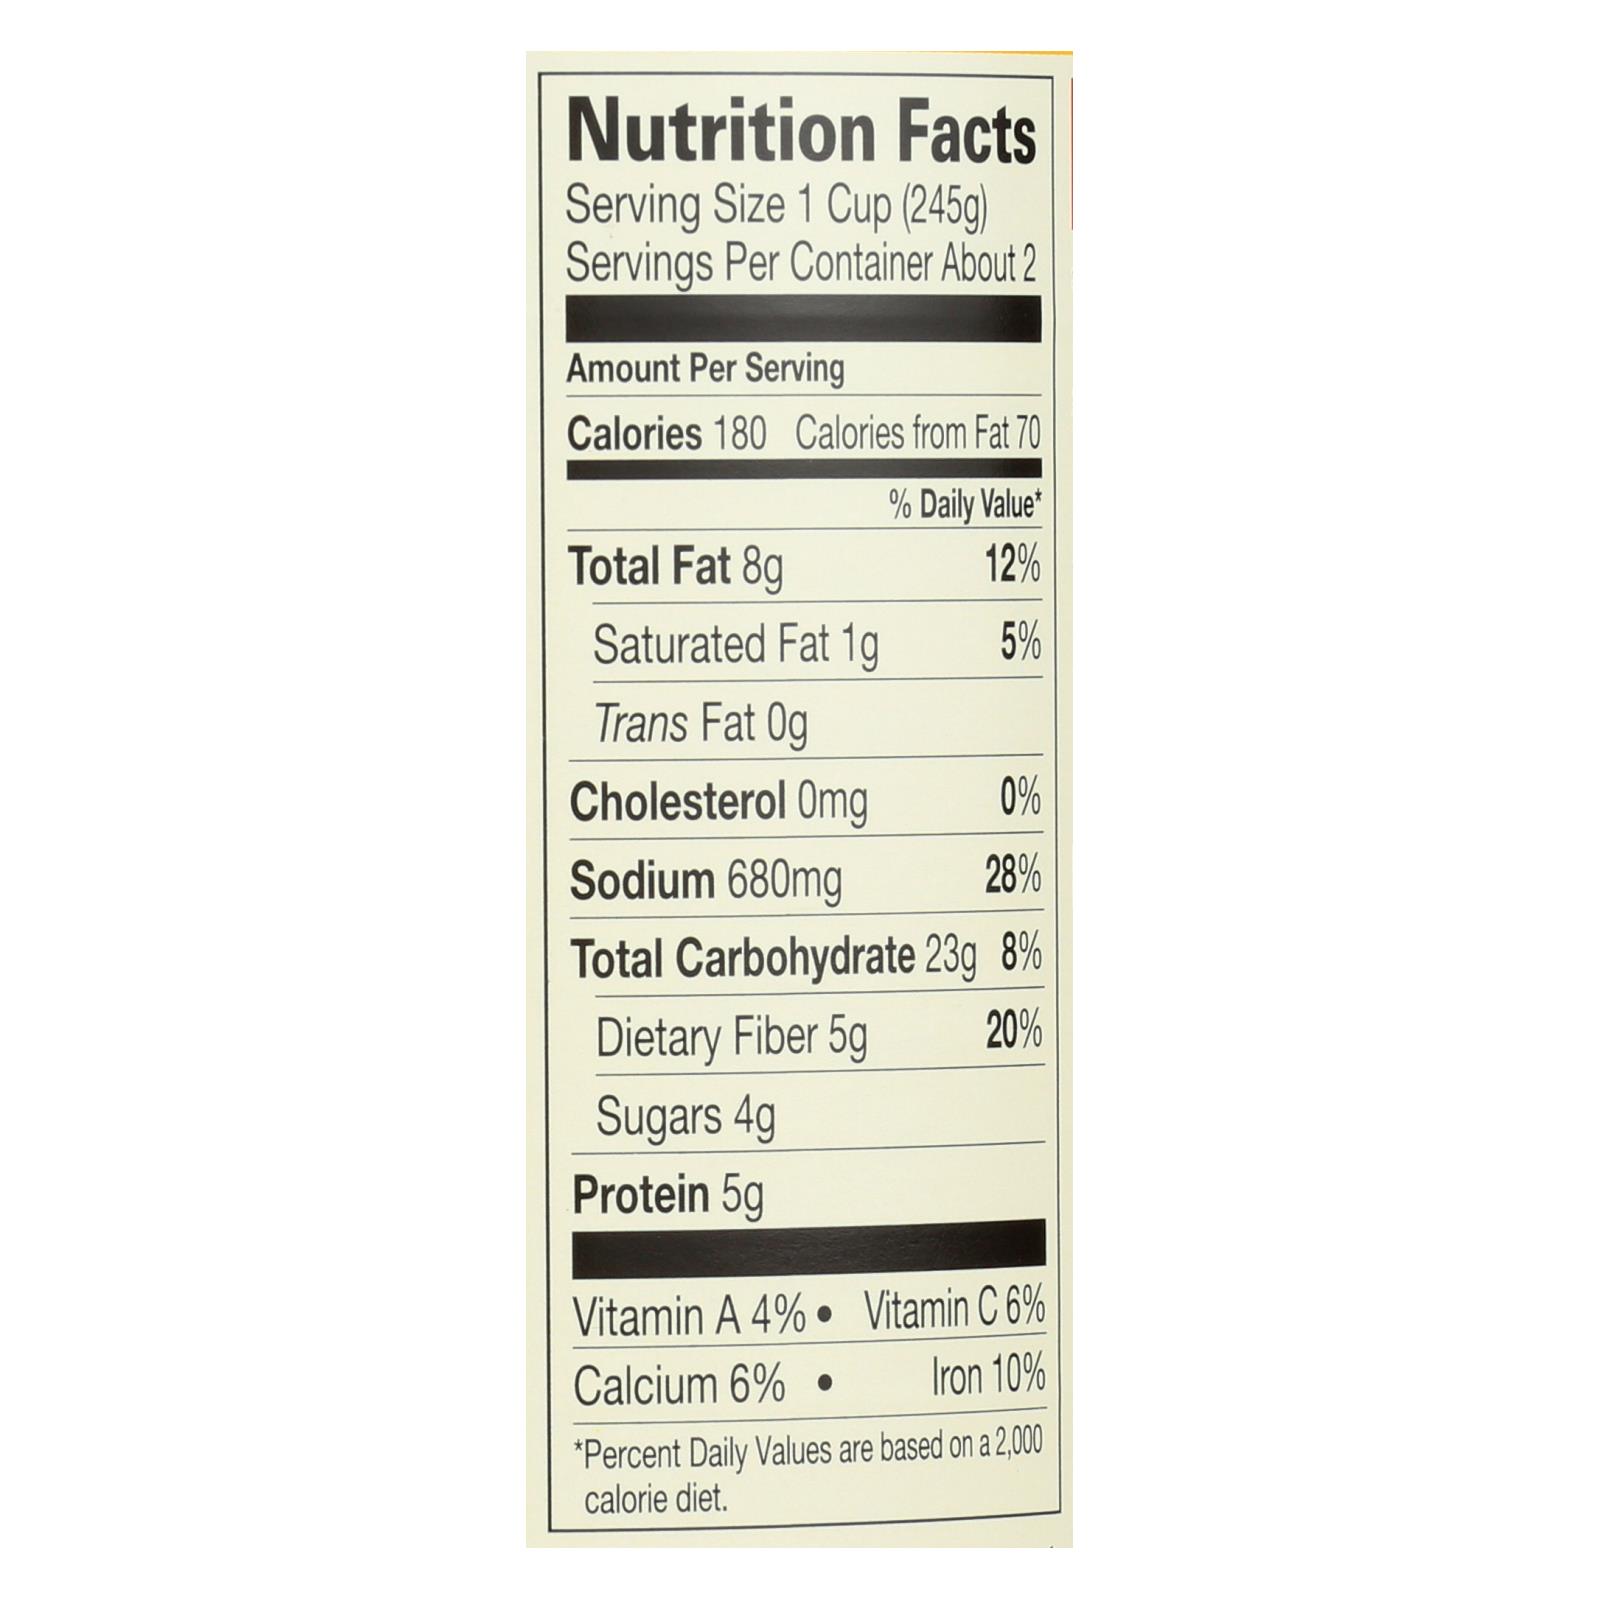 Nutrition Facts
Serving Size 1 Cup (245g)
Servings Per Container About 2
Amount Per Serving
Calories 180 Calories from Fat 70
% Daily Value*
Total Fat 8g 12%
Saturated Fat 1g 5%
Trans Fat 0g
Cholesterol 0mg 0%
Sodium 680mg 28%
Total Carbohydrate 23g 8%
Dietary Fiber 5g 20%
Sugars 4g
Protein 5g
Vitamin A 4% • Vitamin C 6%
Calcium 6% • Iron 10%
*Percent Daily Values are based on a 2,000
calorie diet.